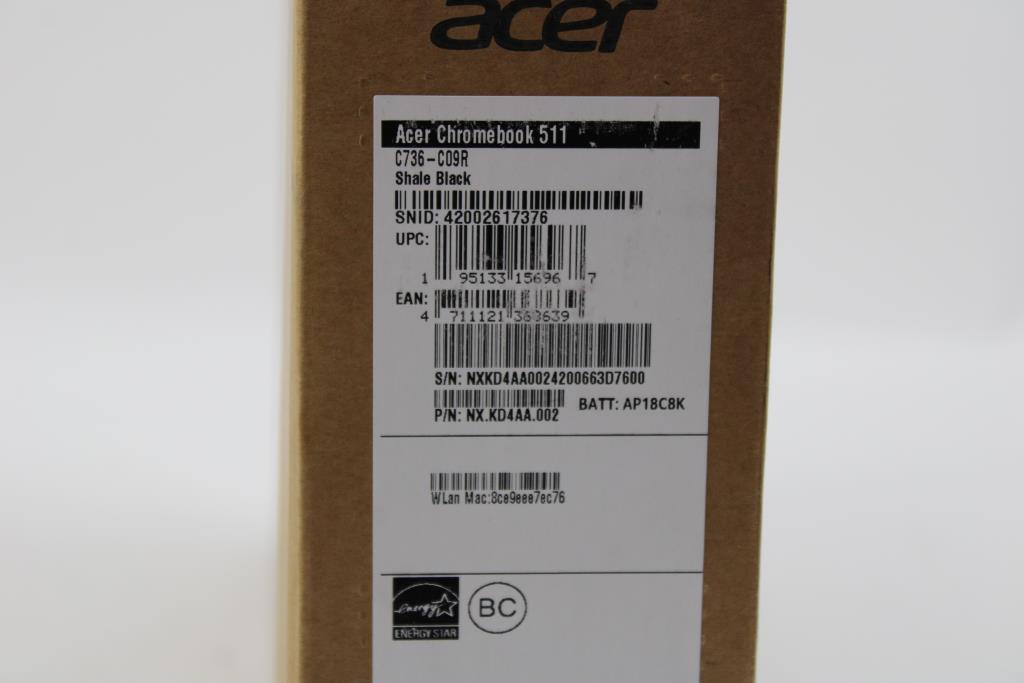 acer
Acer Chromebook 511
C736-C09R
Shale Black
SNID: 42002617376
UPC:
1 95133 15696 7
EAN:
4 711121 363639
S/N: NXKD4AA0024200663D7600
BATT: AP18C8K
P/N: NX.KD4AA.002
WLan Mac:8ce9eee7ec76
energy
ENERGY STAR
BC